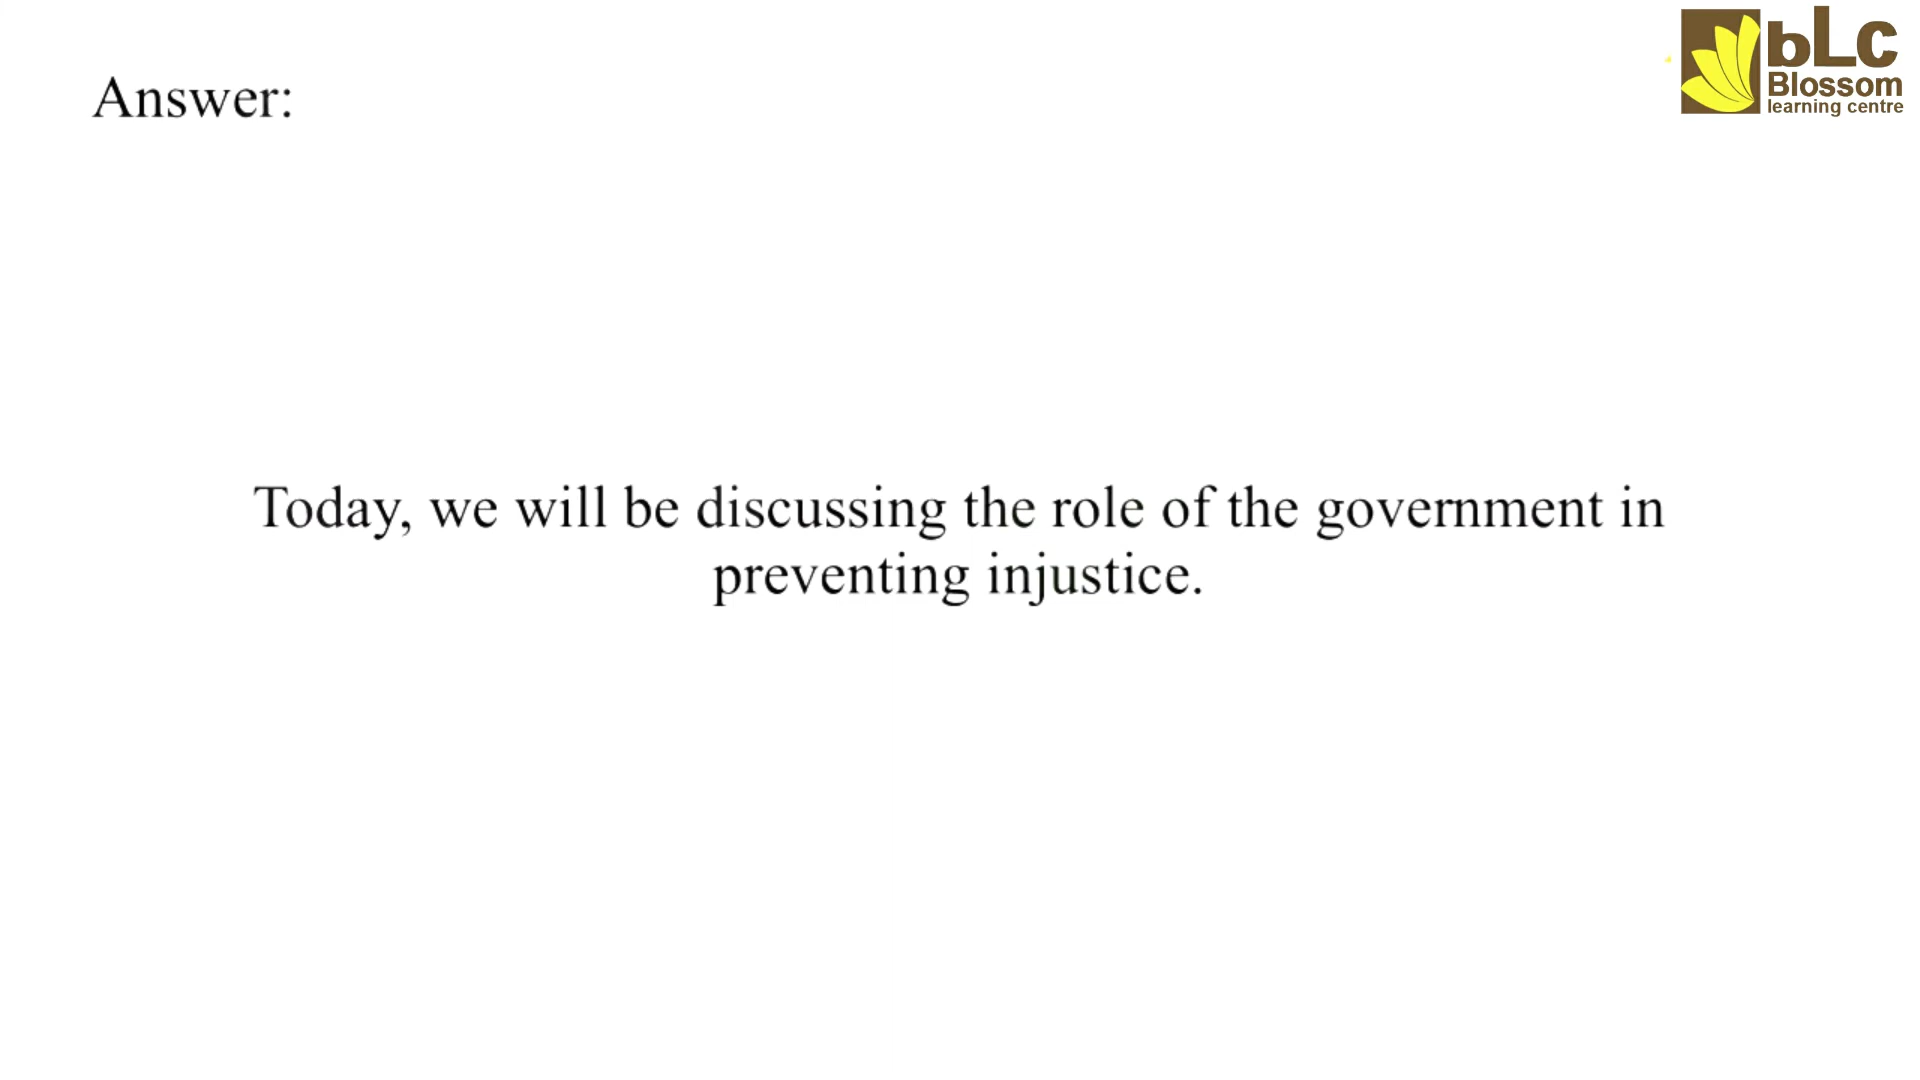 bLc
Blossom
learning centre
Answer:
Today, we will be discussing the role of the government in
preventing injustice.